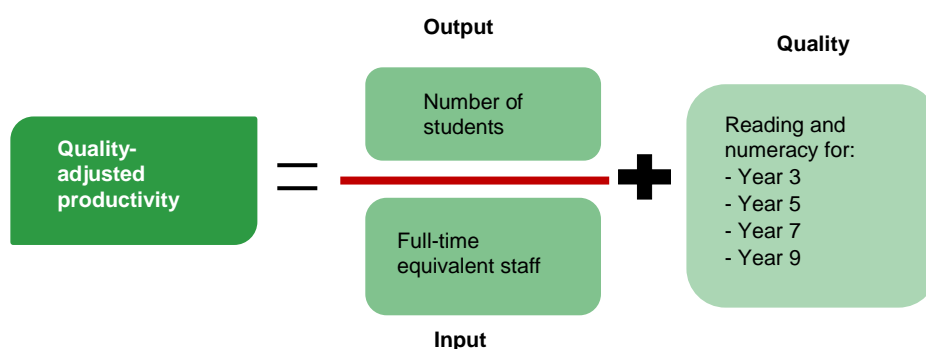 Output
Quality
Number of
students
Quality-
adjusted
productivity
Full-time
equivalent staff
Input
Reading and
numeracy for:
- Year 3
- Year 5
- Year 7
- Year 9